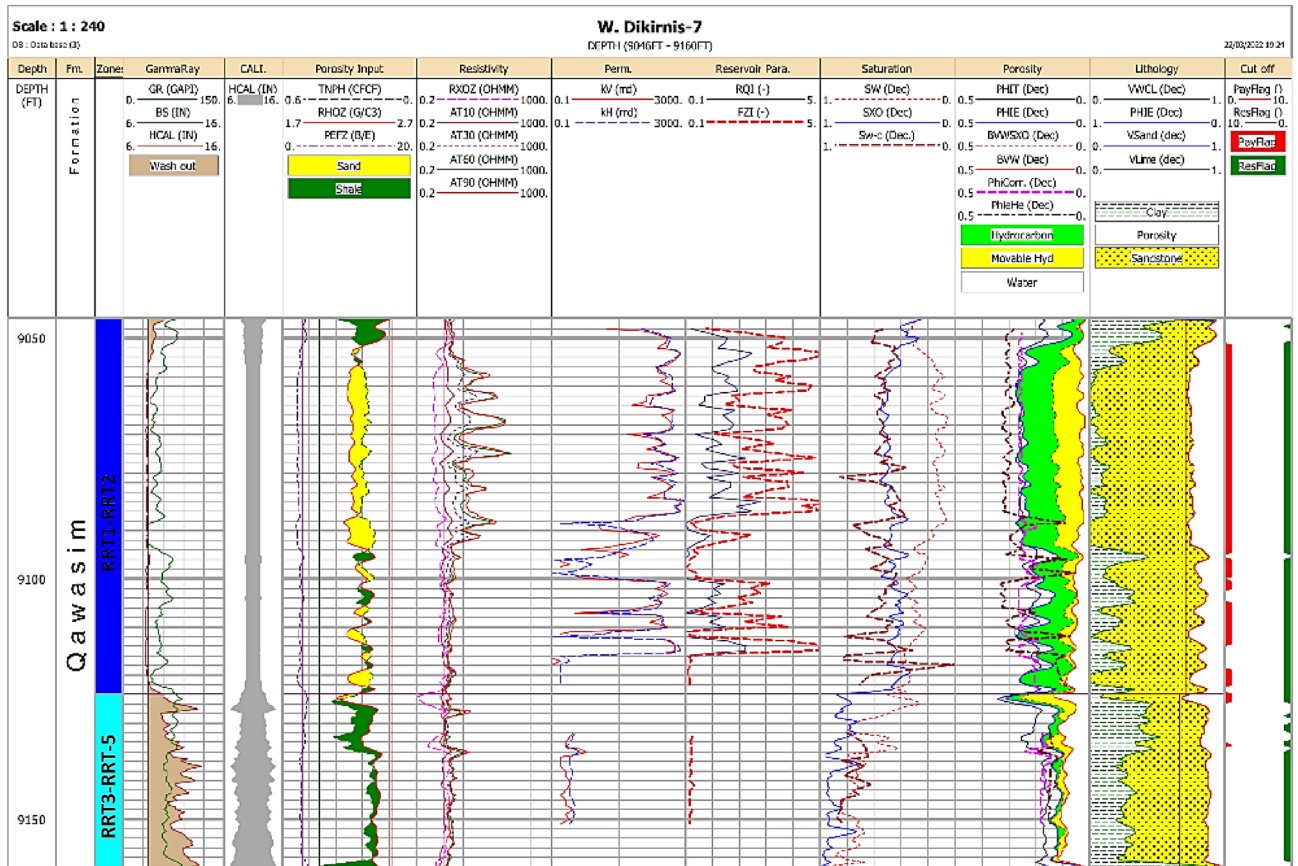 Scale : 1 : 240
DB : Data base (3)
W. Dikirnis-7
DEPTH (9046FT - 9160FT)
22/03/2022 19:24
Depth
Fm.
Zones
GammaRay
CALI.
Porosity Input
Resistivity
Perm.
Reservoir Para.
Saturation
Porosity
Lithology
Cut off
DEPTH
(FT)
Formation
GR (GAPI)
0. 150.
BS (IN)
6. 16.
HCAL (IN)
6. 16.
Wash out
HCAL (IN)
6. 16.
TNPH (CFCF)
0.6 -0.
RHOZ (G/C3)
1.7 2.7
PEFZ (B/E)
0. 20.
Sand
Shale
RXOZ (OHMM)
0.2 1000.
AT10 (OHMM)
0.2 1000.
AT30 (OHMM)
0.2 1000.
AT60 (OHMM)
0.2 1000.
AT90 (OHMM)
0.2 1000.
kV (md)
0.1 3000.
kH (md)
0.1 3000.
RQI (-)
0.1 5.
FZI (-)
0.1 5.
SW (Dec)
1. 0.
SXO (Dec)
1. 0.
Sw-c (Dec.)
1. 0.
PHIT (Dec)
0.5 0.
PHIE (Dec)
0.5 0.
BVWSXO (Dec)
0.5 0.
BVW (Dec)
0.5 0.
PhiCorr. (Dec)
0.5 0.
PhieHe (Dec)
0.5 0.
Hydrocarbon
Movable Hyd
Water
VWCL (Dec)
0. 1.
PHIE (Dec)
1. 0.
VSand (dec)
0. 1.
VLime (dec)
0. 1.
Clay
Porosity
Sandstone
PayFlag ()
0. 10.
ResFlag ()
10. 0.
PayFlag
ResFlag
9050
9100
9150
Qawasim
RRT1-RRT2
RRT3-RRT-5